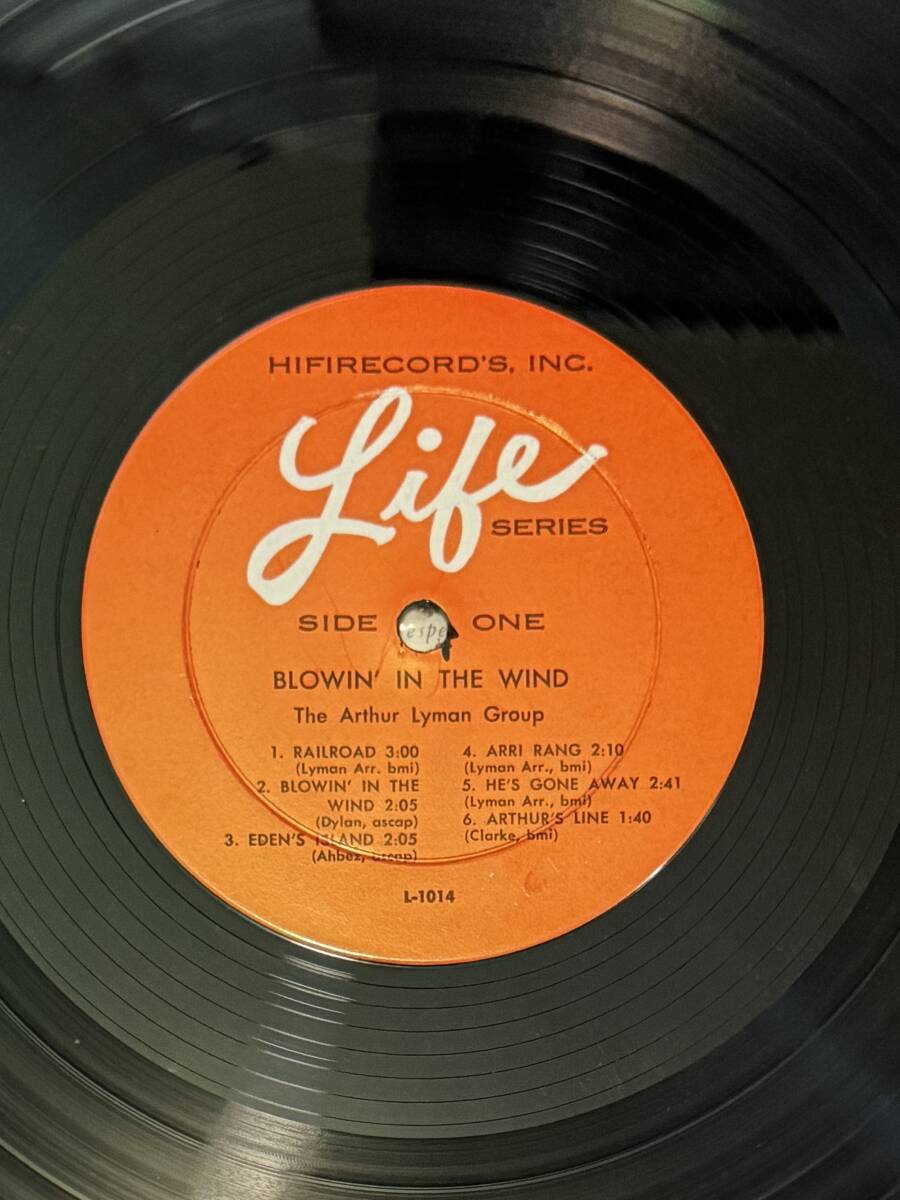 HIFIRECORD'S, INC.
Life
SERIES
SIDE ONE
espe
BLOWIN' IN THE WIND
The Arthur Lyman Group
1. RAILROAD 3:00
(Lyman Arr. bmi)
2. BLOWIN' IN THE
WIND 2:05
(Dylan, ascap)
3. EDEN'S ISLAND 2:05
(Ahbez, ascap)
4. ARRI RANG 2:10
(Lyman Arr., bmi)
5. HE'S GONE AWAY 2:41
(Lyman Arr., bmi)
6. ARTHUR'S LINE 1:40
(Clarke, bmi)
L-1014